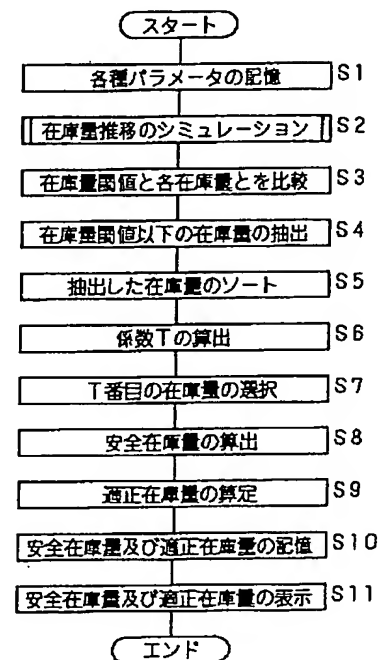 スタート
各種パラメータの記憶 S1
在庫量推移のシミュレーション S2
在庫量閾値と各在庫量とを比較 S3
在庫量閾値以下の在庫量の抽出 S4
抽出した在庫量のソート S5
係数Tの算出 S6
T番目の在庫量の選択 S7
安全在庫量の算出 S8
適正在庫量の算定 S9
安全在庫量及び適正在庫量の記憶 S10
安全在庫量及び適正在庫量の表示 S11
エンド